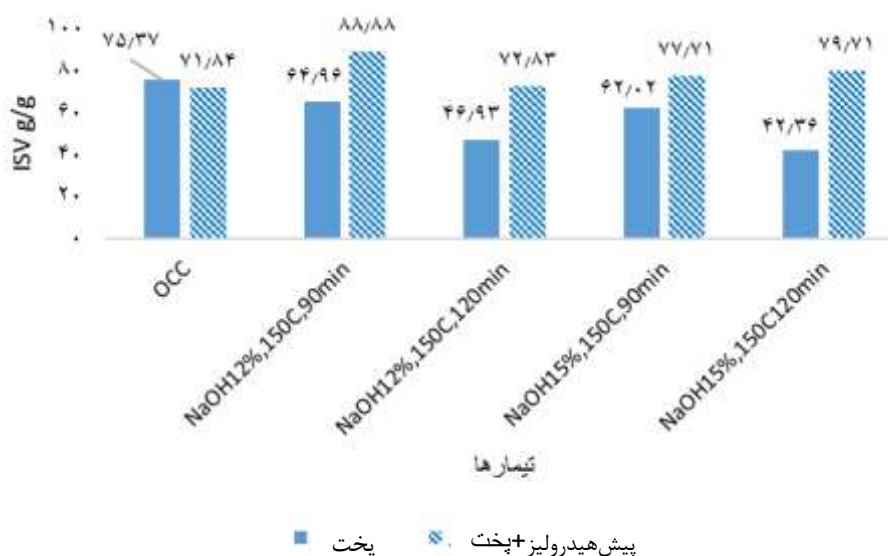 ISV g/g
۱۰۰
۸۰
۶۰
۴۰
۲۰
۰
۷۵٫۳۷
۷۱٫۸۴
۶۴٫۹۶
۸۸٫۸۸
۴۶٫۹۳
۷۲٫۸۳
۶۲٫۰۲
۷۷٫۷۱
۴۲٫۳۶
۷۹٫۷۱
OCC
NaOH12%,150C,90min
NaOH12%,150C,120min
NaOH15%,150C,90min
NaOH15%,150C120min
تیمارها
پخت
پیش‌هیدرولیز+پخت